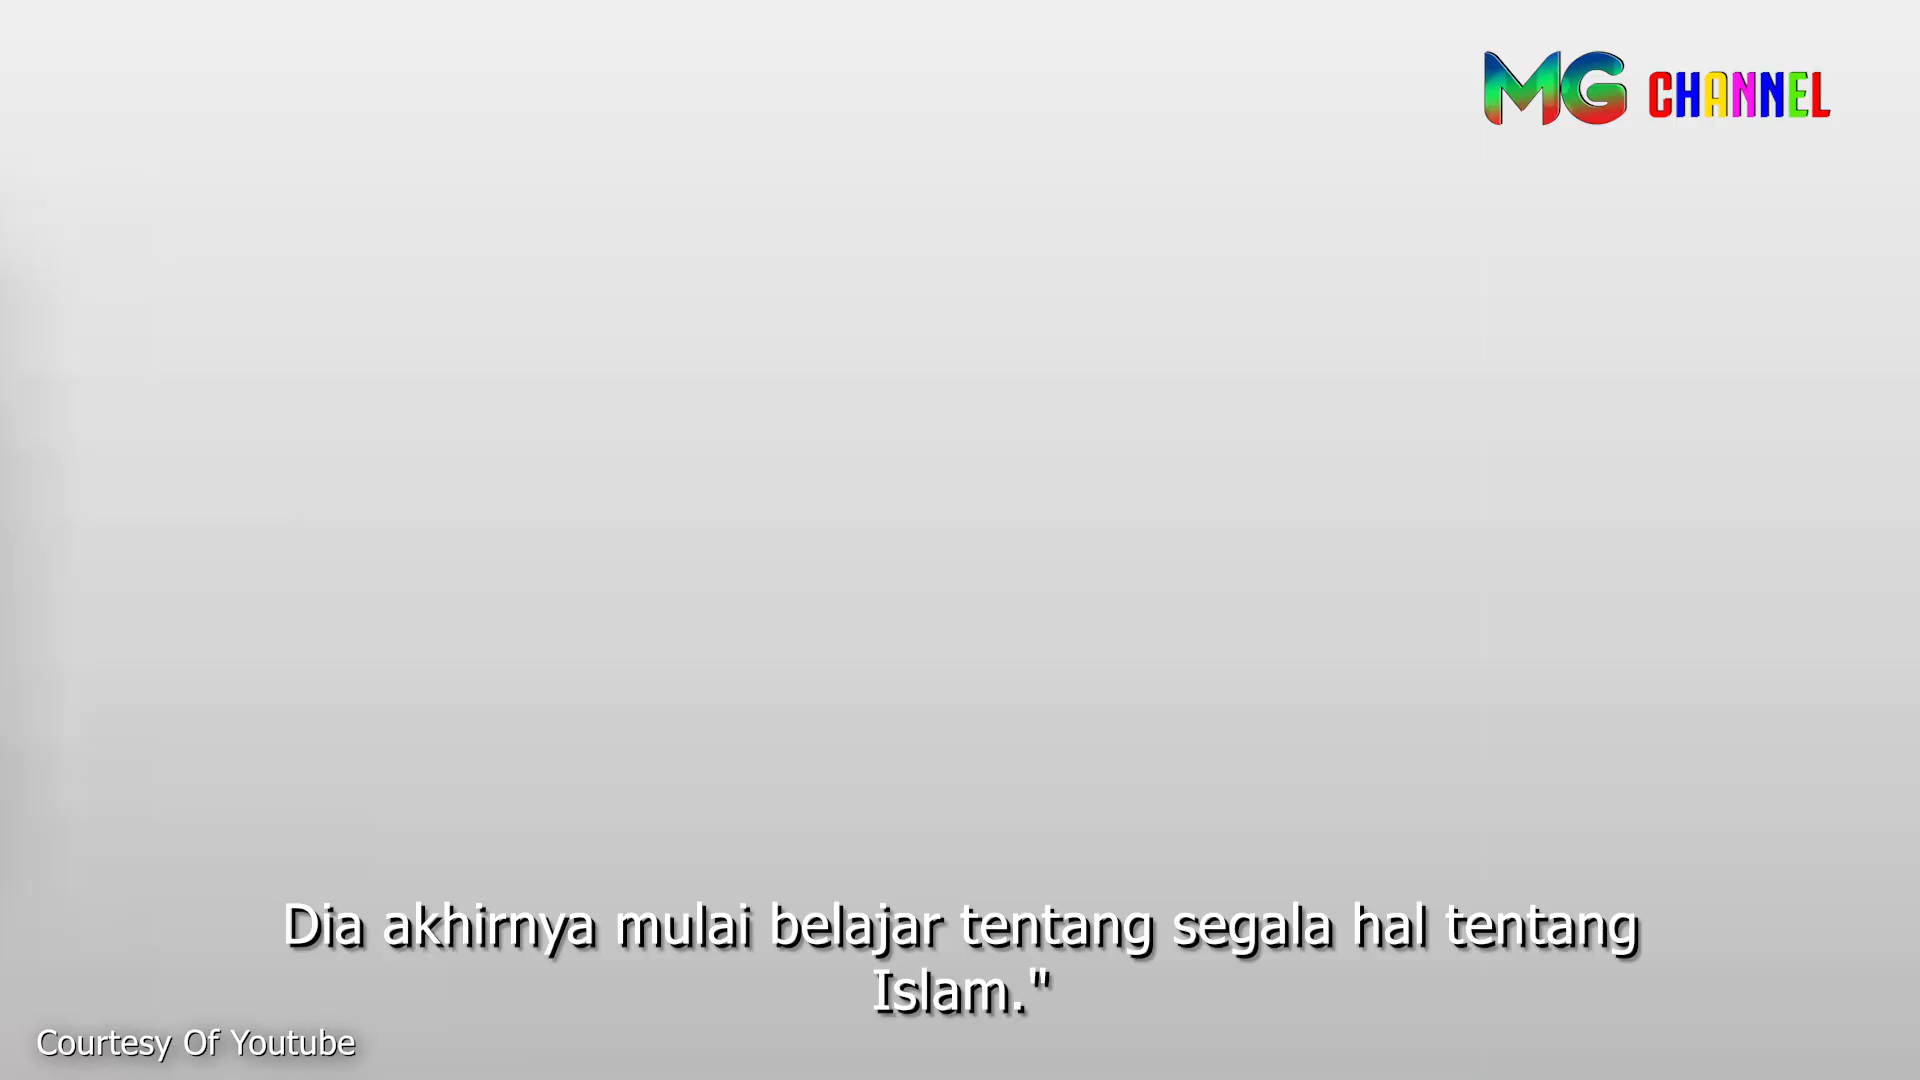 MG CHANNEL
Dia akhirnya mulai belajar tentang segala hal tentang
Islam."
Courtesy Of Youtube